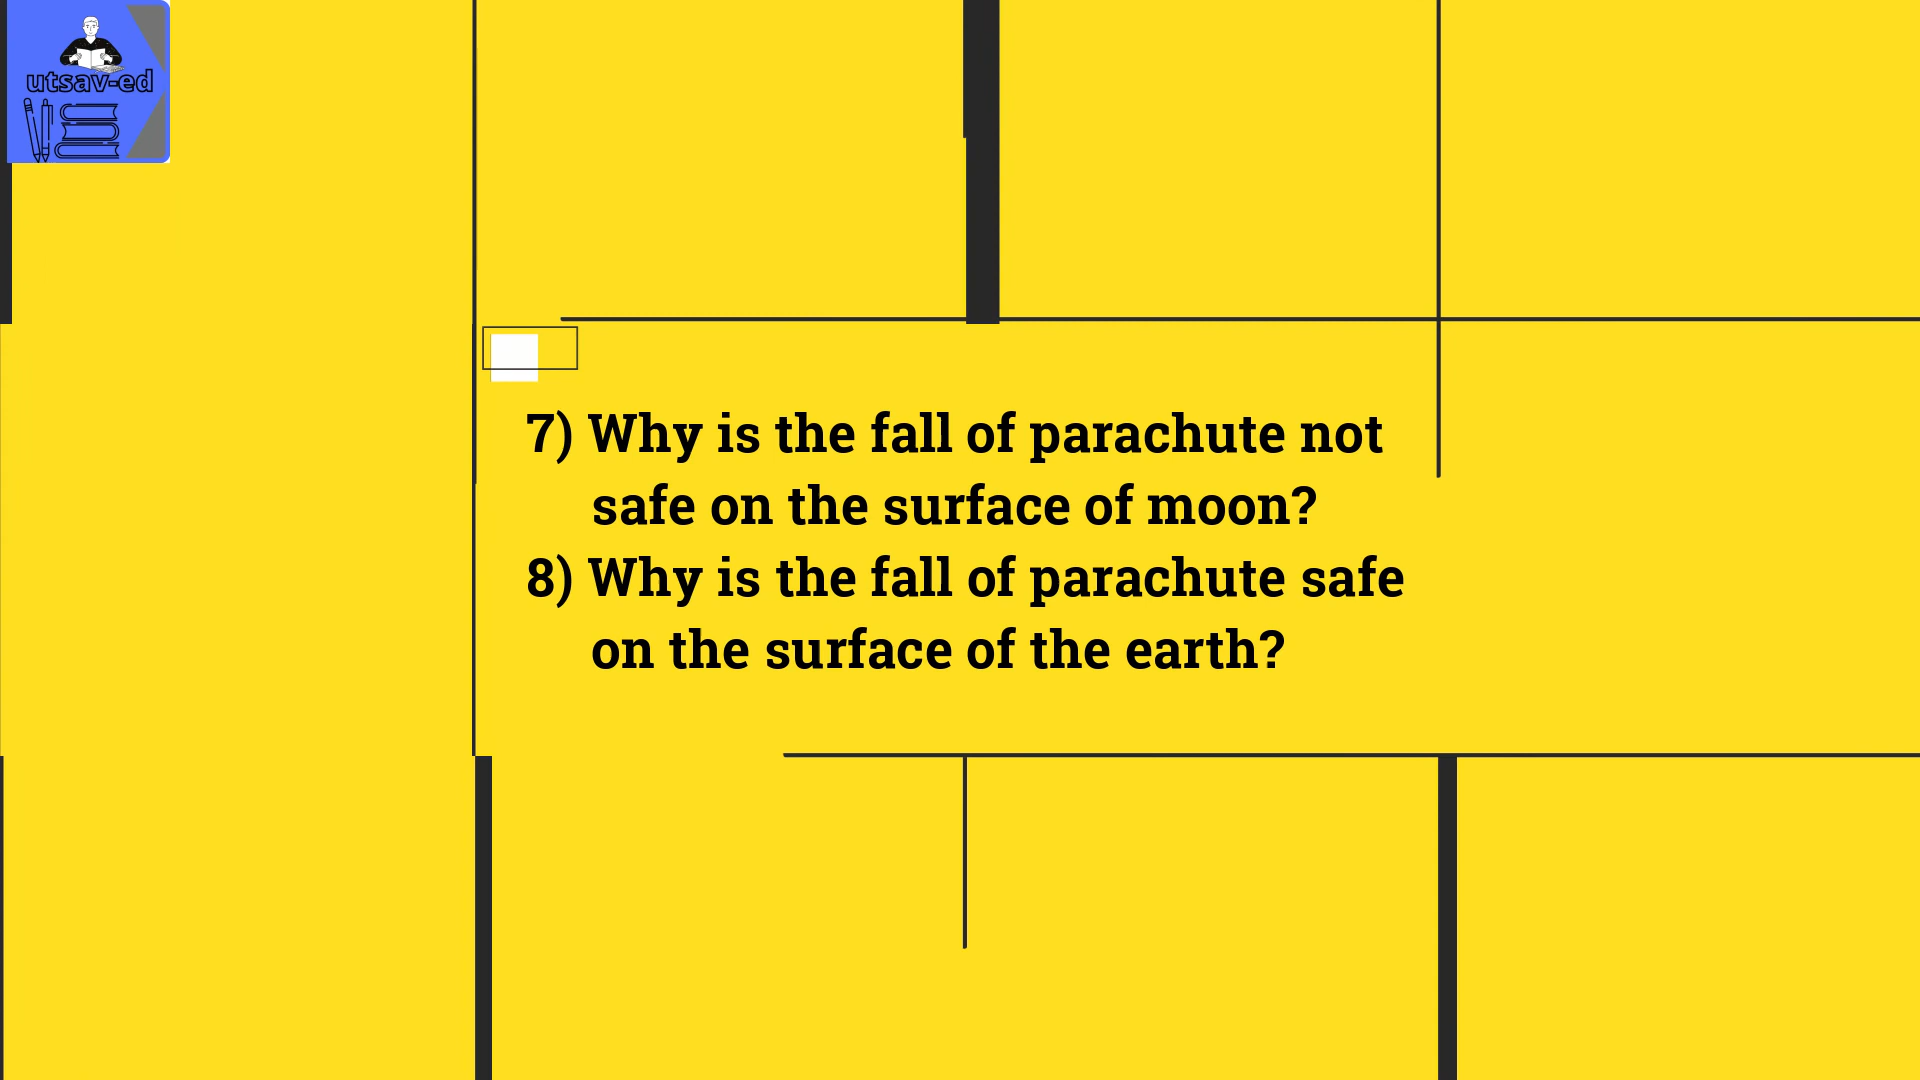 utsav-ed
7) Why is the fall of parachute not
safe on the surface of moon?
8) Why is the fall of parachute safe
on the surface of the earth?